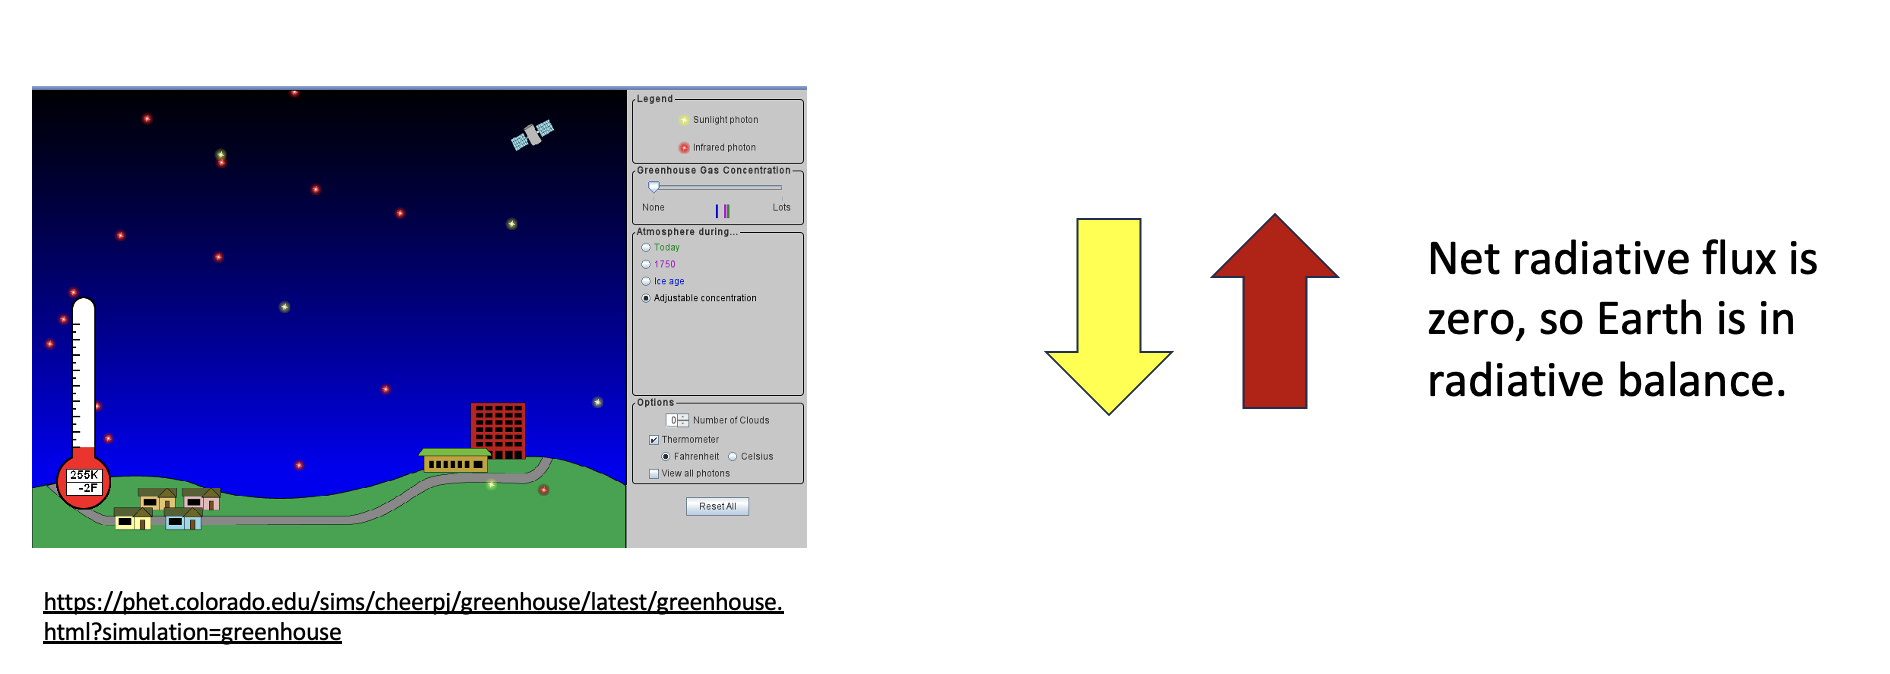 Legend
Sunlight photon
Infrared photon
Greenhouse Gas Concentration
None
Lots
Atmosphere during...
Today
1750
Ice age
Adjustable concentration
Options
0
Number of Clouds
Thermometer
Fahrenheit
Celsius
View all photons
Reset All
255K
-2F
https://phet.colorado.edu/sims/cheerpj/greenhouse/latest/greenhouse.
html?simulation=greenhouse
Net radiative flux is
zero, so Earth is in
radiative balance.